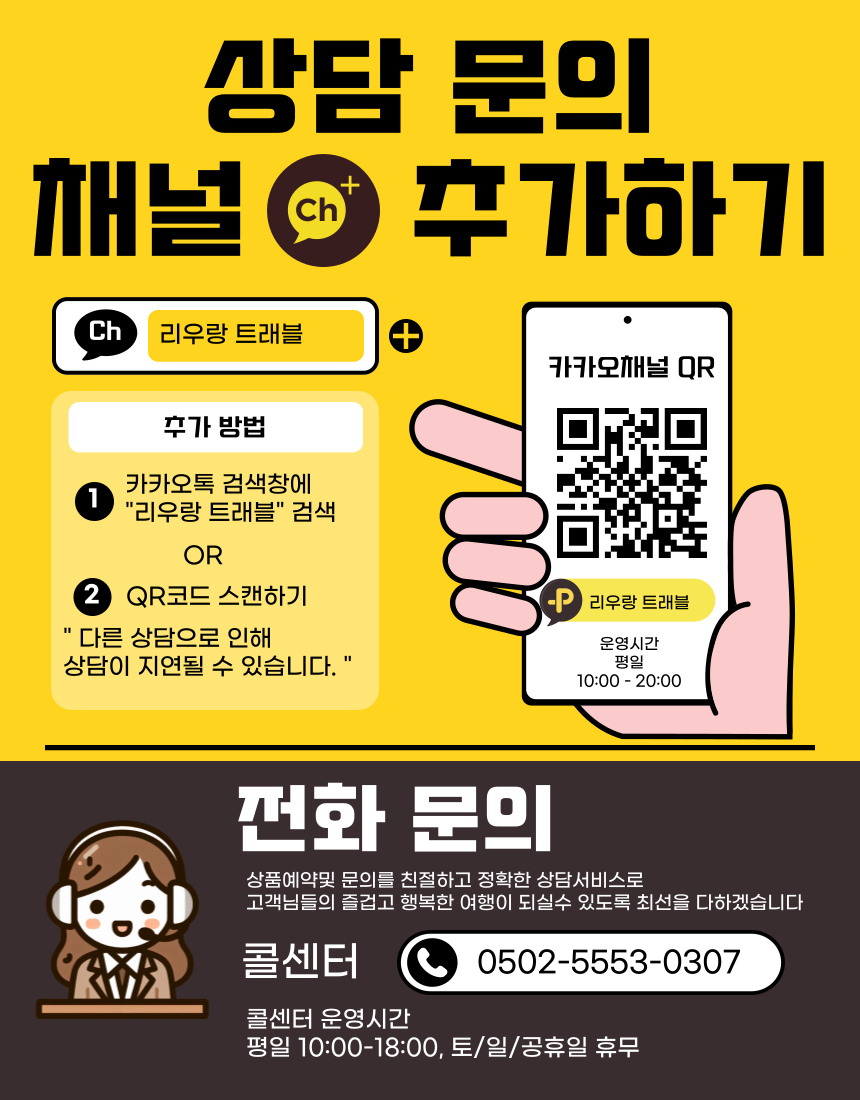 상담 문의
채널 Ch+ 추가하기
Ch 리우랑 트래블 +
추가 방법
1 카카오톡 검색창에
"리우랑 트래블" 검색
OR
2 QR코드 스캔하기
" 다른 상담으로 인해
상담이 지연될 수 있습니다. "
카카오채널 QR
P 리우랑 트래블
운영시간
평일
10:00 - 20:00
전화 문의
상품예약및 문의를 친절하고 정확한 상담서비스로
고객님들의 즐겁고 행복한 여행이 되실수 있도록 최선을 다하겠습니다
콜센터 0502-5553-0307
콜센터 운영시간
평일 10:00-18:00, 토/일/공휴일 휴무